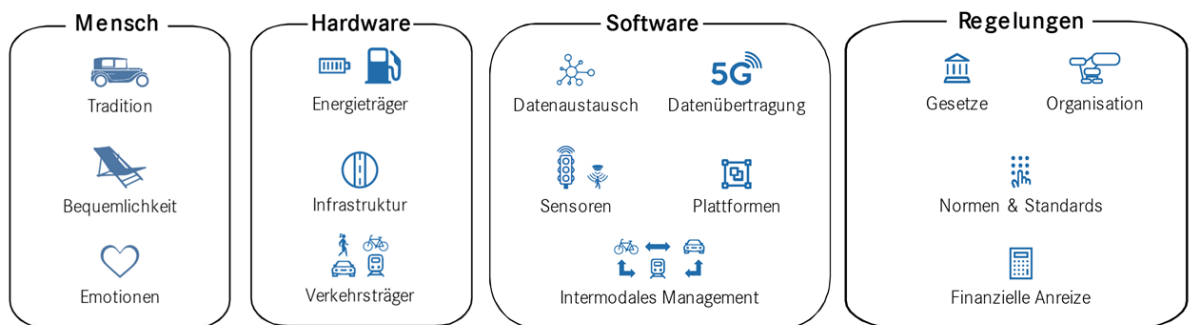 Mensch
Tradition
Bequemlichkeit
Emotionen
Hardware
Energieträger
Infrastruktur
Verkehrsträger
Software
Datenaustausch
5G
Datenübertragung
Sensoren
Plattformen
Intermodales Management
Regelungen
Gesetze
Organisation
Normen & Standards
Finanzielle Anreize